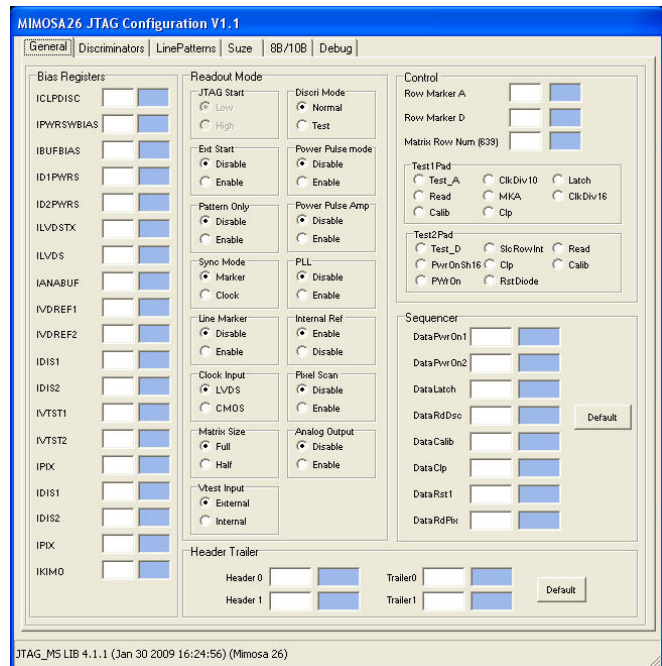 MIMOSA26 JTAG Configuration V1.1
General Discriminators LinePatterns Suze 8B/10B Debug
Bias Registers
ICLPDISC
IPWRSWBIAS
IBUFBIAS
ID1PWRS
ID2PWRS
ILVDSTX
ILVDS
IANABUF
IVDREF1
IVDREF2
IDIS1
IDIS2
IVTST1
IVTST2
IPIX
IDIS1
IDIS2
IPIX
IKIMO
Readout Mode
JTAG Start
Low
High
Discri Mode
Normal
Test
Ext Start
Disable
Enable
Power Pulse mode
Disable
Enable
Pattern Only
Disable
Enable
Power Pulse Amp
Disable
Enable
Sync Mode
Marker
Clock
PLL
Disable
Enable
Line Marker
Disable
Enable
Internal Ref
Enable
Disable
Clock Input
LVDS
CMOS
Pixel Scan
Disable
Enable
Matrix Size
Full
Half
Analog Output
Disable
Enable
Vtest Input
External
Internal
Control
Row Marker A
Row Marker D
Matrix Row Num (639)
Test1Pad
Test_A ClkDiv10 Latch
Read MKA ClkDiv16
Calib Clp
Test2Pad
Test_D SlcRowInt Read
PwrOnSh16 Clp Calib
PWrOn RstDiode
Sequencer
DataPwrOn1
DataPwrOn2
DataLatch
DataRdDsc
DataCalib
DataClp
DataRst1
DataRdPix
Default
Header Trailer
Header 0 Trailer0
Header 1 Trailer1
Default
JTAG_MS LIB 4.1.1 (Jan 30 2009 16:24:56) (Mimosa 26)